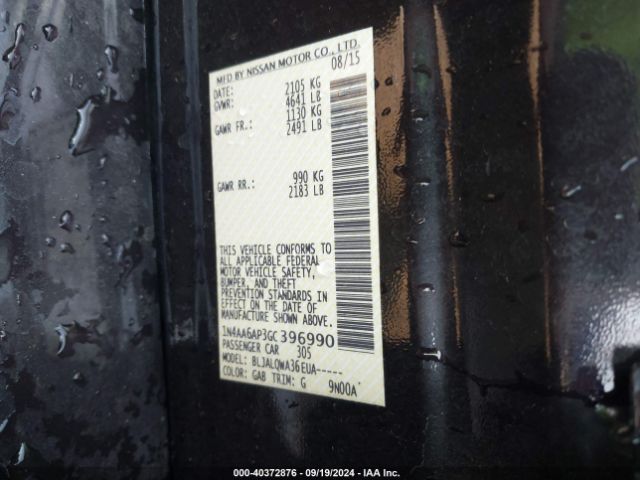 MFD BY NISSAN MOTOR CO., LTD.
DATE: 08/15
GVWR: 2105 KG
4641 LB
GAWR FR.: 1130 KG
2491 LB
GAWR RR.: 990 KG
2183 LB
THIS VEHICLE CONFORMS TO
ALL APPLICABLE FEDERAL
MOTOR VEHICLE SAFETY,
BUMPER, AND THEFT
PREVENTION STANDARDS IN
EFFECT ON THE DATE OF
MANUFACTURE SHOWN ABOVE.
1N4AA6AP3GC396990
PASSENGER CAR 305
MODEL: BLJALQWA36EUA-----
COLOR: GAB TRIM: G 9N00A
000-40372876 - 09/19/2024 - IAA Inc.